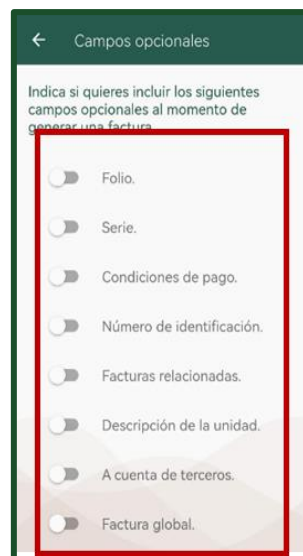 Campos opcionales
Indica si quieres incluir los siguientes
campos opcionales al momento de
generar una factura
Folio.
Serie.
Condiciones de pago.
Número de identificación.
Facturas relacionadas.
Descripción de la unidad.
A cuenta de terceros.
Factura global.